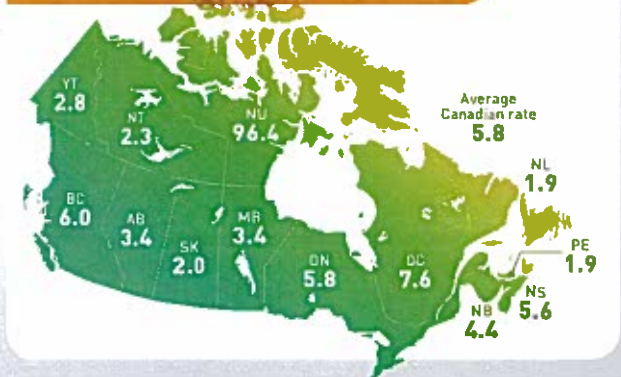 YT
2.8
NT
2.3
NU
96.4
Average
Canadian rate
5.8
NL
1.9
BC
6.0
AB
3.4
SK
2.0
MB
3.4
ON
5.8
QC
7.6
PE
1.9
NS
5.6
NB
4.4